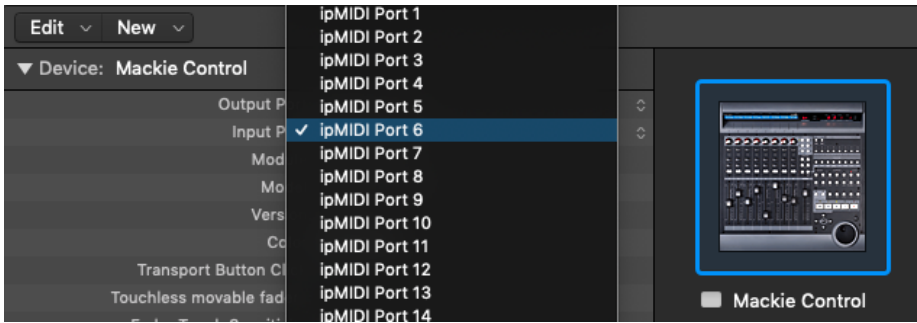 Edit New
Device: Mackie Control
Output P
Input P
Mod
Mo
Vers
Transport Button Cl
Touchless movable fad
ipMIDI Port 1
ipMIDI Port 2
ipMIDI Port 3
ipMIDI Port 4
ipMIDI Port 5
✓ ipMIDI Port 6
ipMIDI Port 7
ipMIDI Port 8
ipMIDI Port 9
ipMIDI Port 10
ipMIDI Port 11
ipMIDI Port 12
ipMIDI Port 13
ipMIDI Port 14
Mackie Control